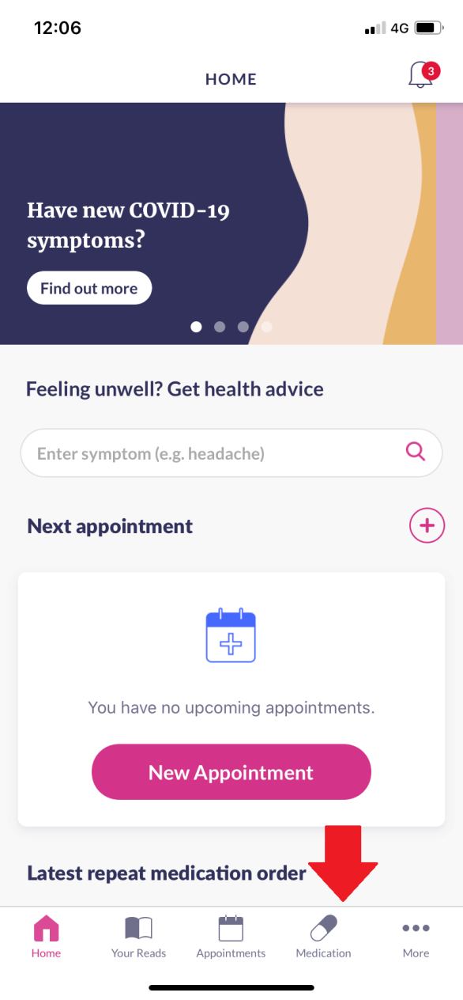 12:06
4G
HOME
3
Have new COVID-19
symptoms?
Find out more
Feeling unwell? Get health advice
Enter symptom (e.g. headache)
Next appointment
You have no upcoming appointments.
New Appointment
Latest repeat medication order
Home
Your Reads
Appointments
Medication
More